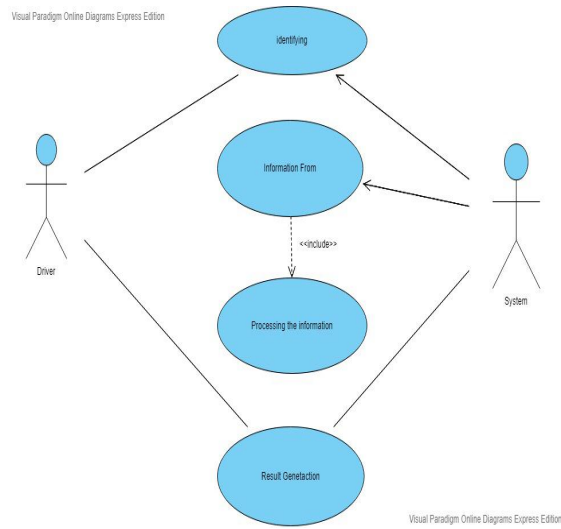 Visual Paradigm Online Diagrams Express Edition
identifying
Information From
<<include>>
Driver
System
Processing the information
Result Genetaction
Visual Paradigm Online Diagrams Express Edition